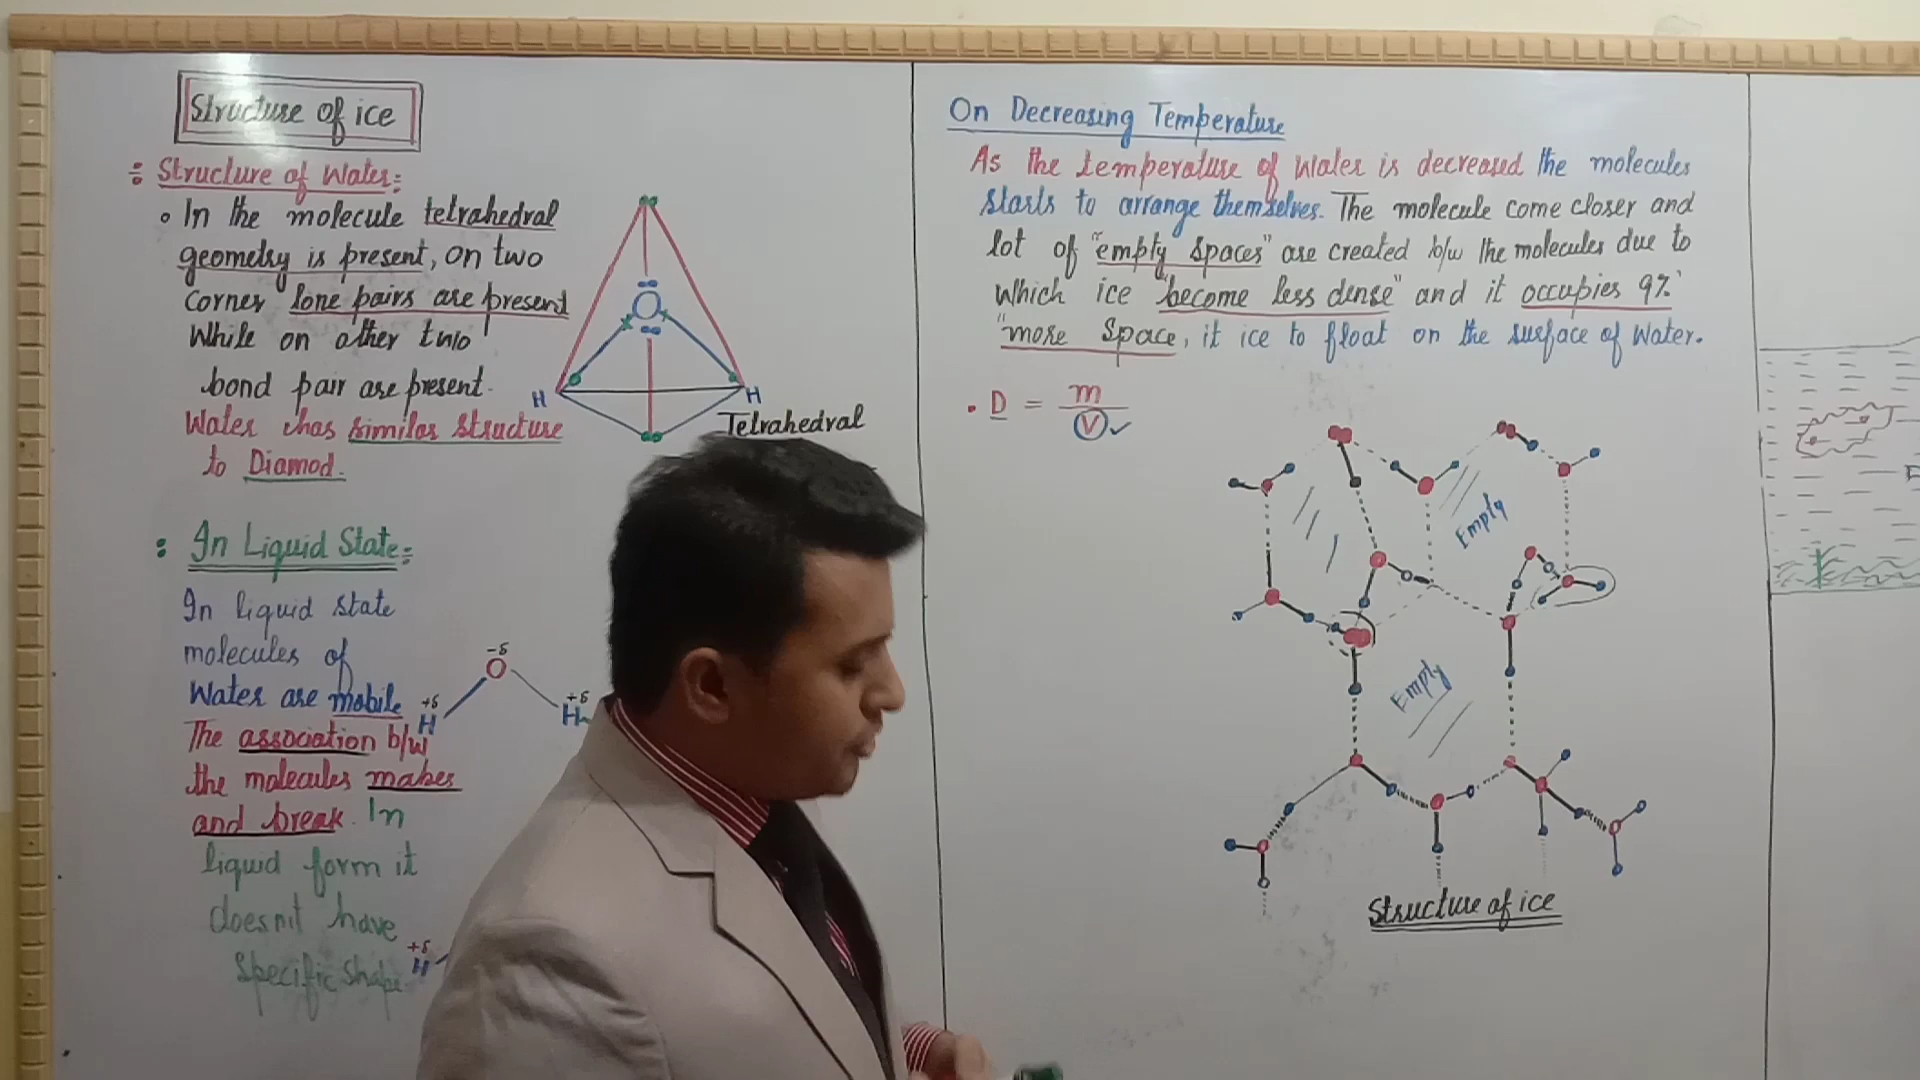 Structure of ice
Structure of Water:
In the molecule tetrahedral
geometry is present, on two
corner lone pairs are present
While on other two
bond pair are present.
Water has similar structure
to Diamod.
O
H
H
Tetrahedral
In Liquid State:
In liquid state
molecules of
Water are mobile
The association b/w
the molecules makes
and break. In
liquid form it
doesn't have
specific shape.
-δ
O
+δ
H
+δ
H
+δ
H
On Decreasing Temperature
As the temperature of Water is decreased the molecules
starts to arrange themselves. The molecule come closer and
lot of "empty spaces" are created b/w the molecules due to
which ice "become less dense" and it occupies 9%
"more space, it ice to float on the surface of water.
D = m
V
Empty
Empty
Structure of ice